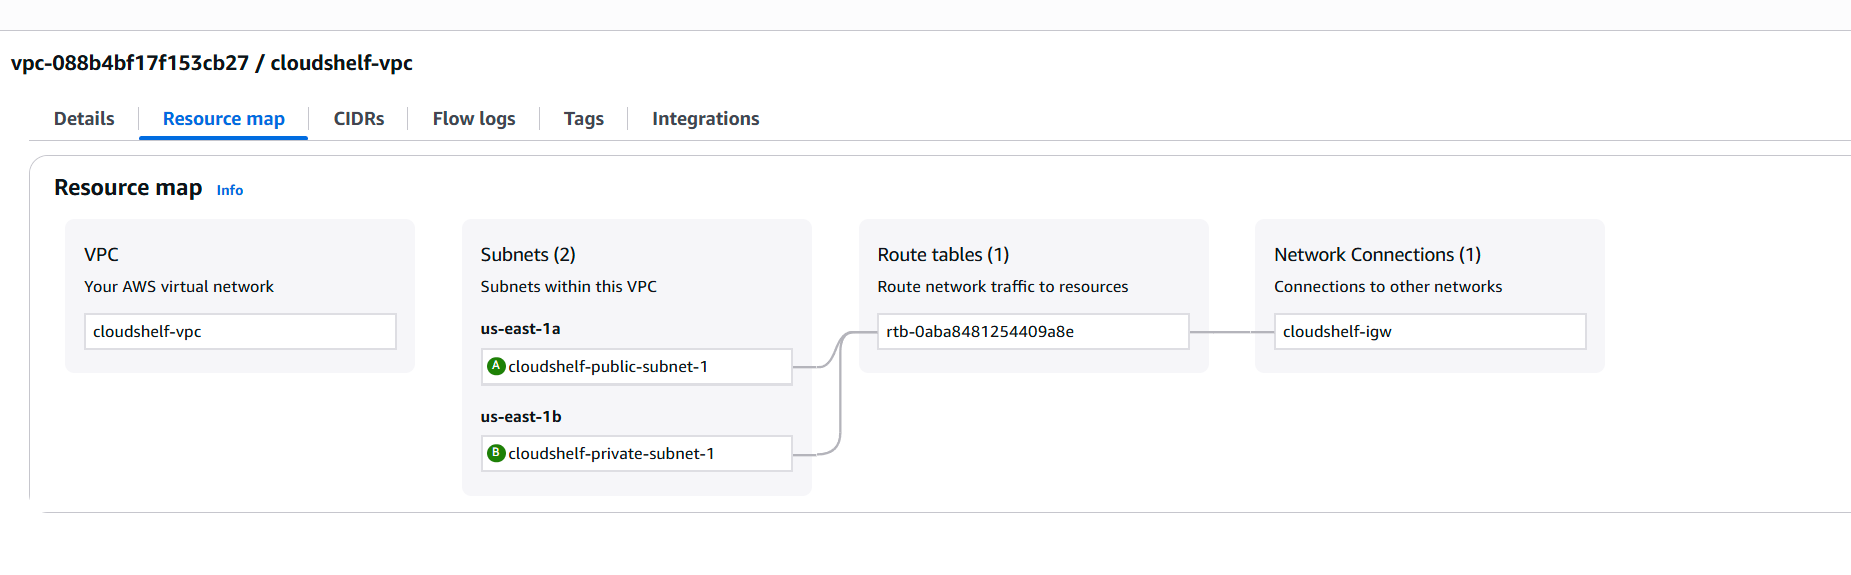 vpc-088b4bf17f153cb27 / cloudshelf-vpc
Details
Resource map
CIDRs
Flow logs
Tags
Integrations
Resource map Info
VPC
Your AWS virtual network
cloudshelf-vpc
Subnets (2)
Subnets within this VPC
us-east-1a
A cloudshelf-public-subnet-1
us-east-1b
B cloudshelf-private-subnet-1
Route tables (1)
Route network traffic to resources
rtb-0aba8481254409a8e
Network Connections (1)
Connections to other networks
cloudshelf-igw